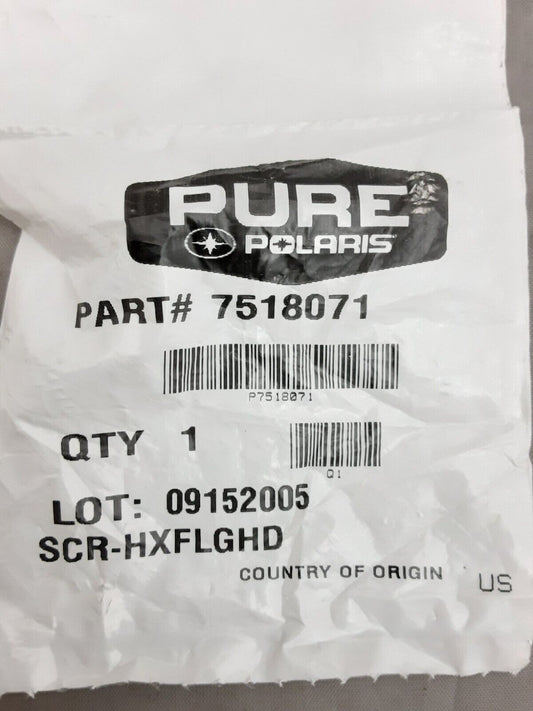 PURE
POLARIS
PART# 7518071
P7518071
QTY 1
Q1
LOT: 09152005
SCR-HXFLGHD
COUNTRY OF ORIGIN US